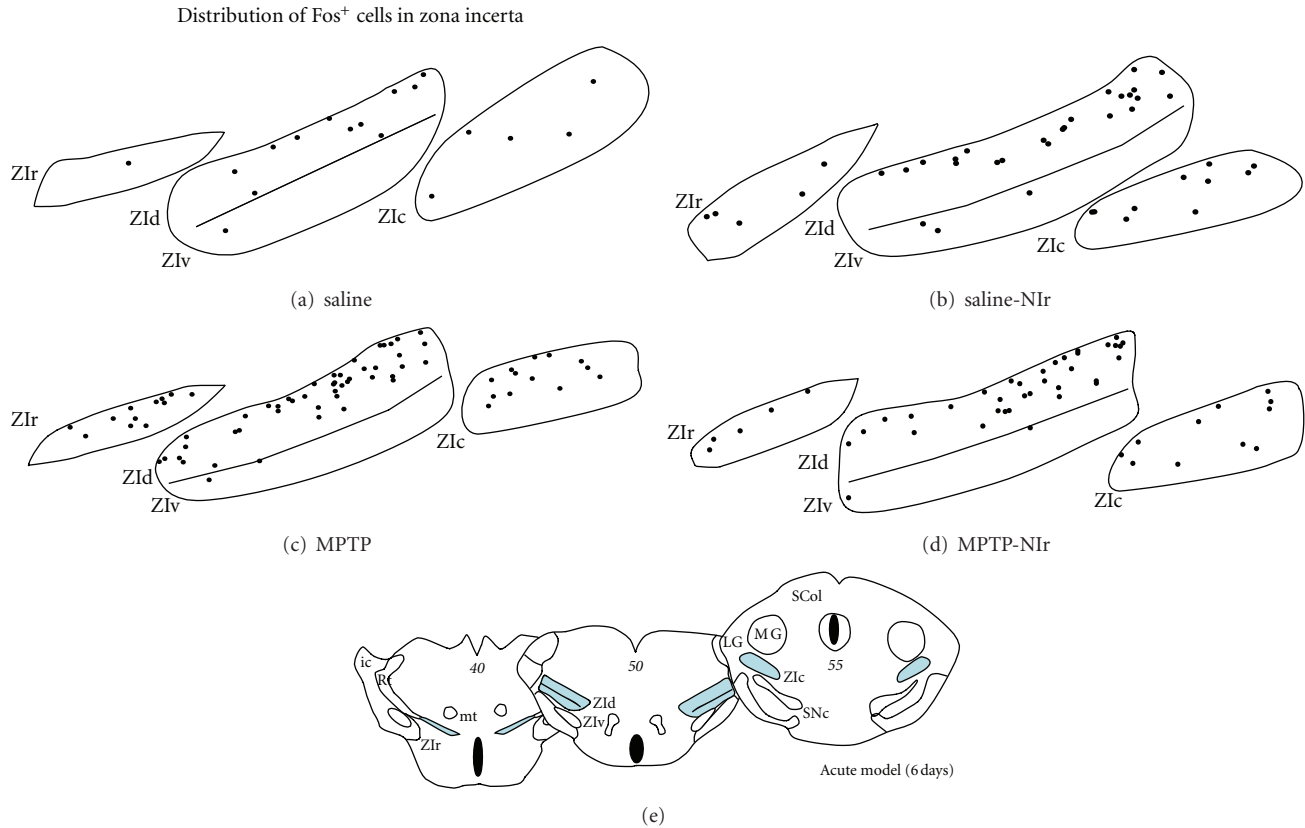 Distribution of Fos⁺ cells in zona incerta
ZIr
ZId
ZIv
ZIc
(a) saline
ZIr
ZId
ZIv
ZIc
(b) saline-NIr
ZIr
ZId
ZIv
ZIc
(c) MPTP
ZIr
ZId
ZIv
ZIc
(d) MPTP-NIr
ic
Rt
40
mt
ZIr
50
ZId
ZIv
SCol
LG
MG
55
ZIc
SNc
Acute model (6 days)
(e)